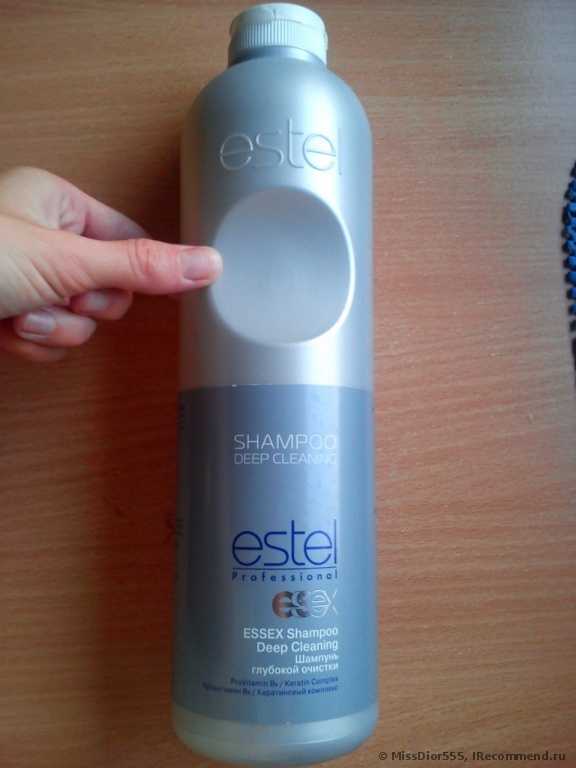 estel
SHAMPOO
DEEP CLEANING
estel
Professional
essex
ESSEX Shampoo
Deep Cleaning
Шампунь
глубокой очистки
Provitamin B₅ / Keratin Complex
Провитамин B₅ / Кератиновый комплекс
© MissDior555, IRecommend.ru